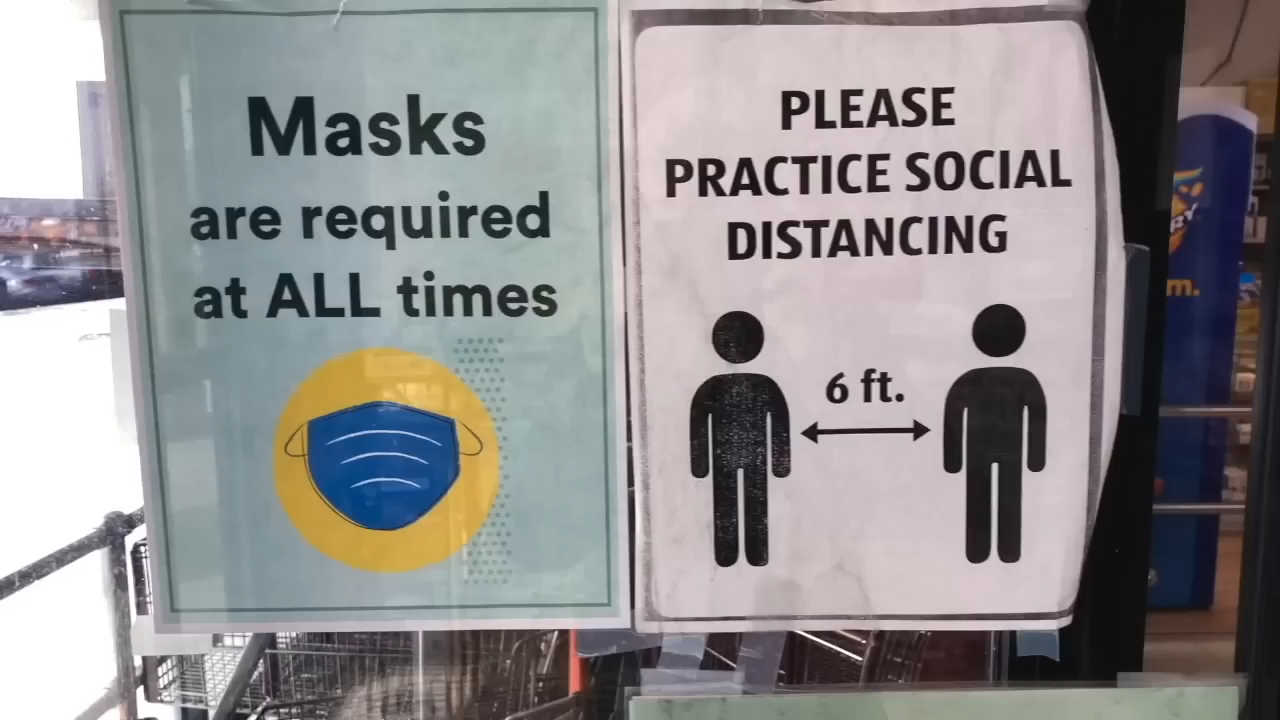 Masks
are required
at ALL times
PLEASE
PRACTICE SOCIAL
DISTANCING
6 ft.